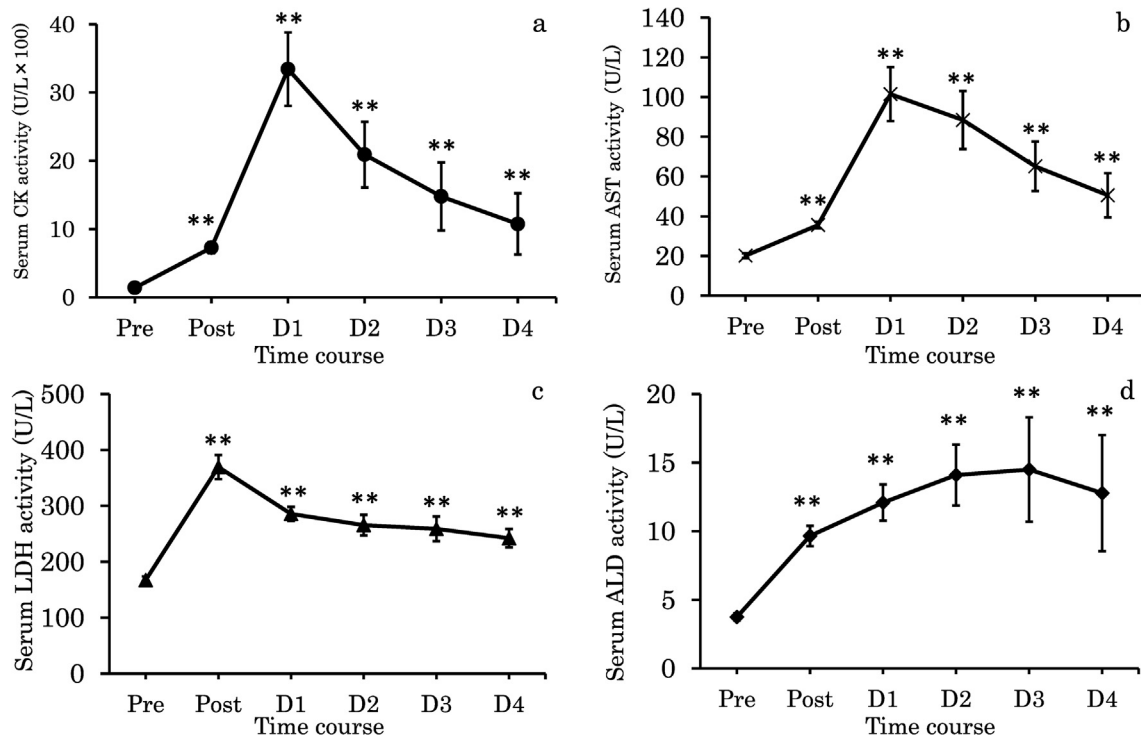 a
Serum CK activity (U/L×100)
40
30
20
10
0
** ** ** ** **
Pre Post D1 D2 D3 D4
Time course
b
Serum AST activity (U/L)
140
120
100
80
60
40
20
0
** ** ** ** **
Pre Post D1 D2 D3 D4
Time course
c
Serum LDH activity (U/L)
500
400
300
200
100
0
** ** ** ** **
Pre Post D1 D2 D3 D4
Time course
d
Serum ALD activity (U/L)
20
15
10
5
0
** ** ** ** **
Pre Post D1 D2 D3 D4
Time course